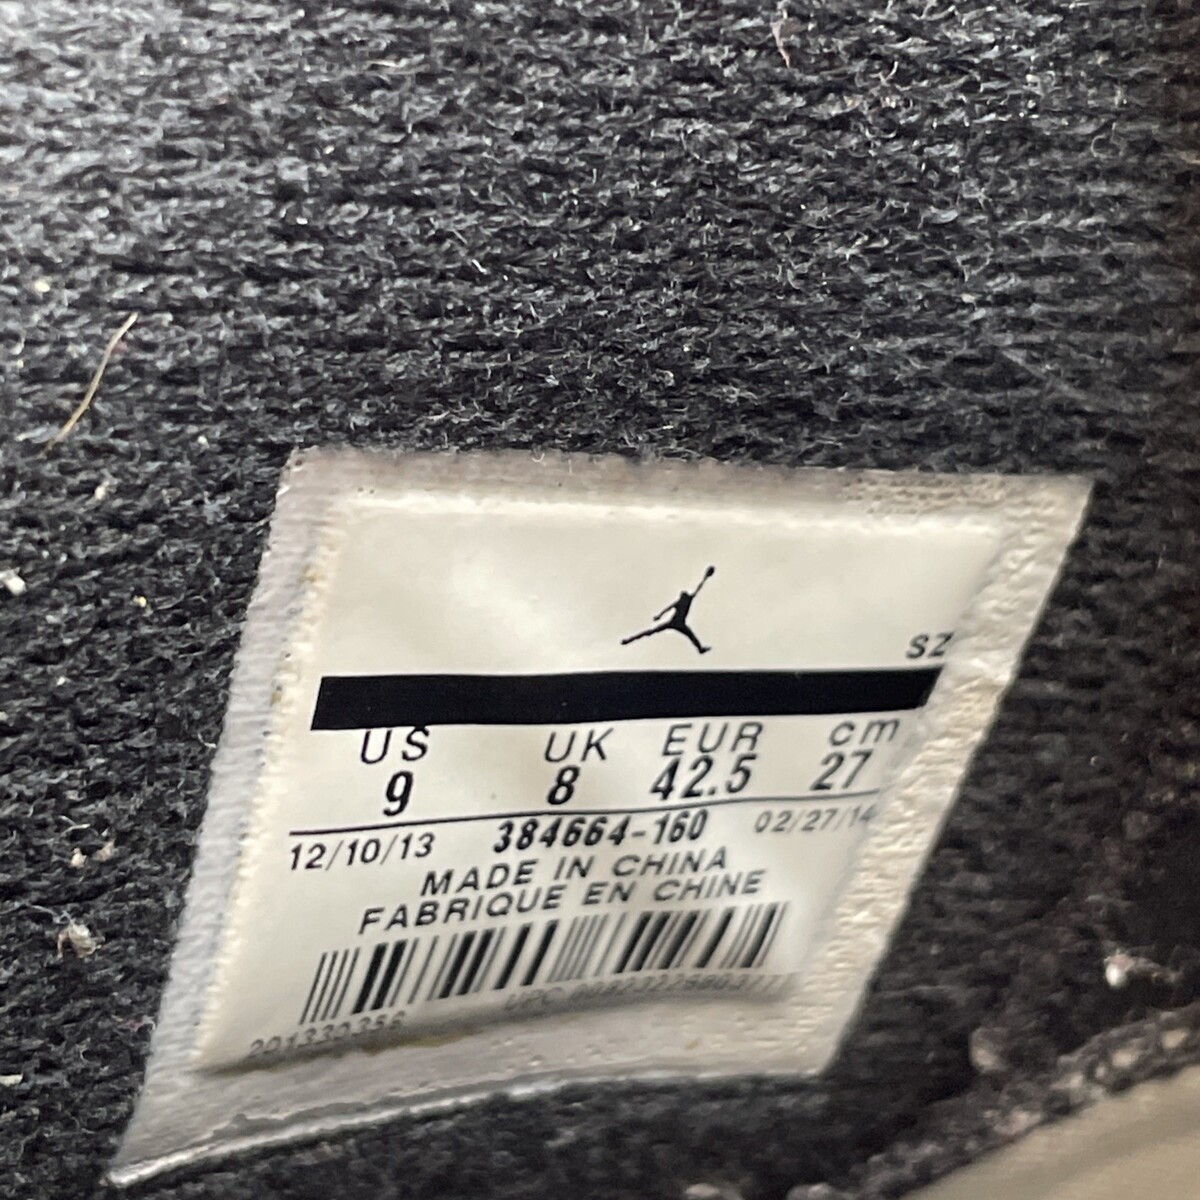 SZ
US UK EUR cm
9 8 42.5 27
12/10/13 384664-160 02/27/14
MADE IN CHINA
FABRIQUE EN CHINE
UPC